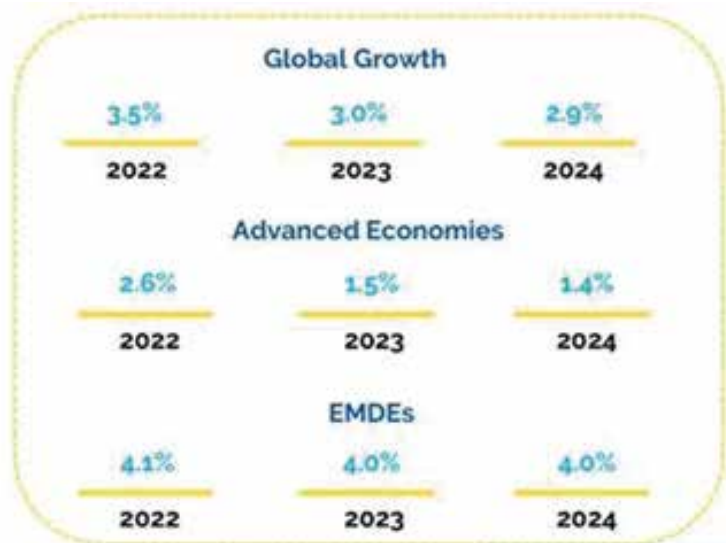 Global Growth
3.5% 3.0% 2.9%
2022 2023 2024
Advanced Economies
2.6% 1.5% 1.4%
2022 2023 2024
EMDEs
4.1% 4.0% 4.0%
2022 2023 2024